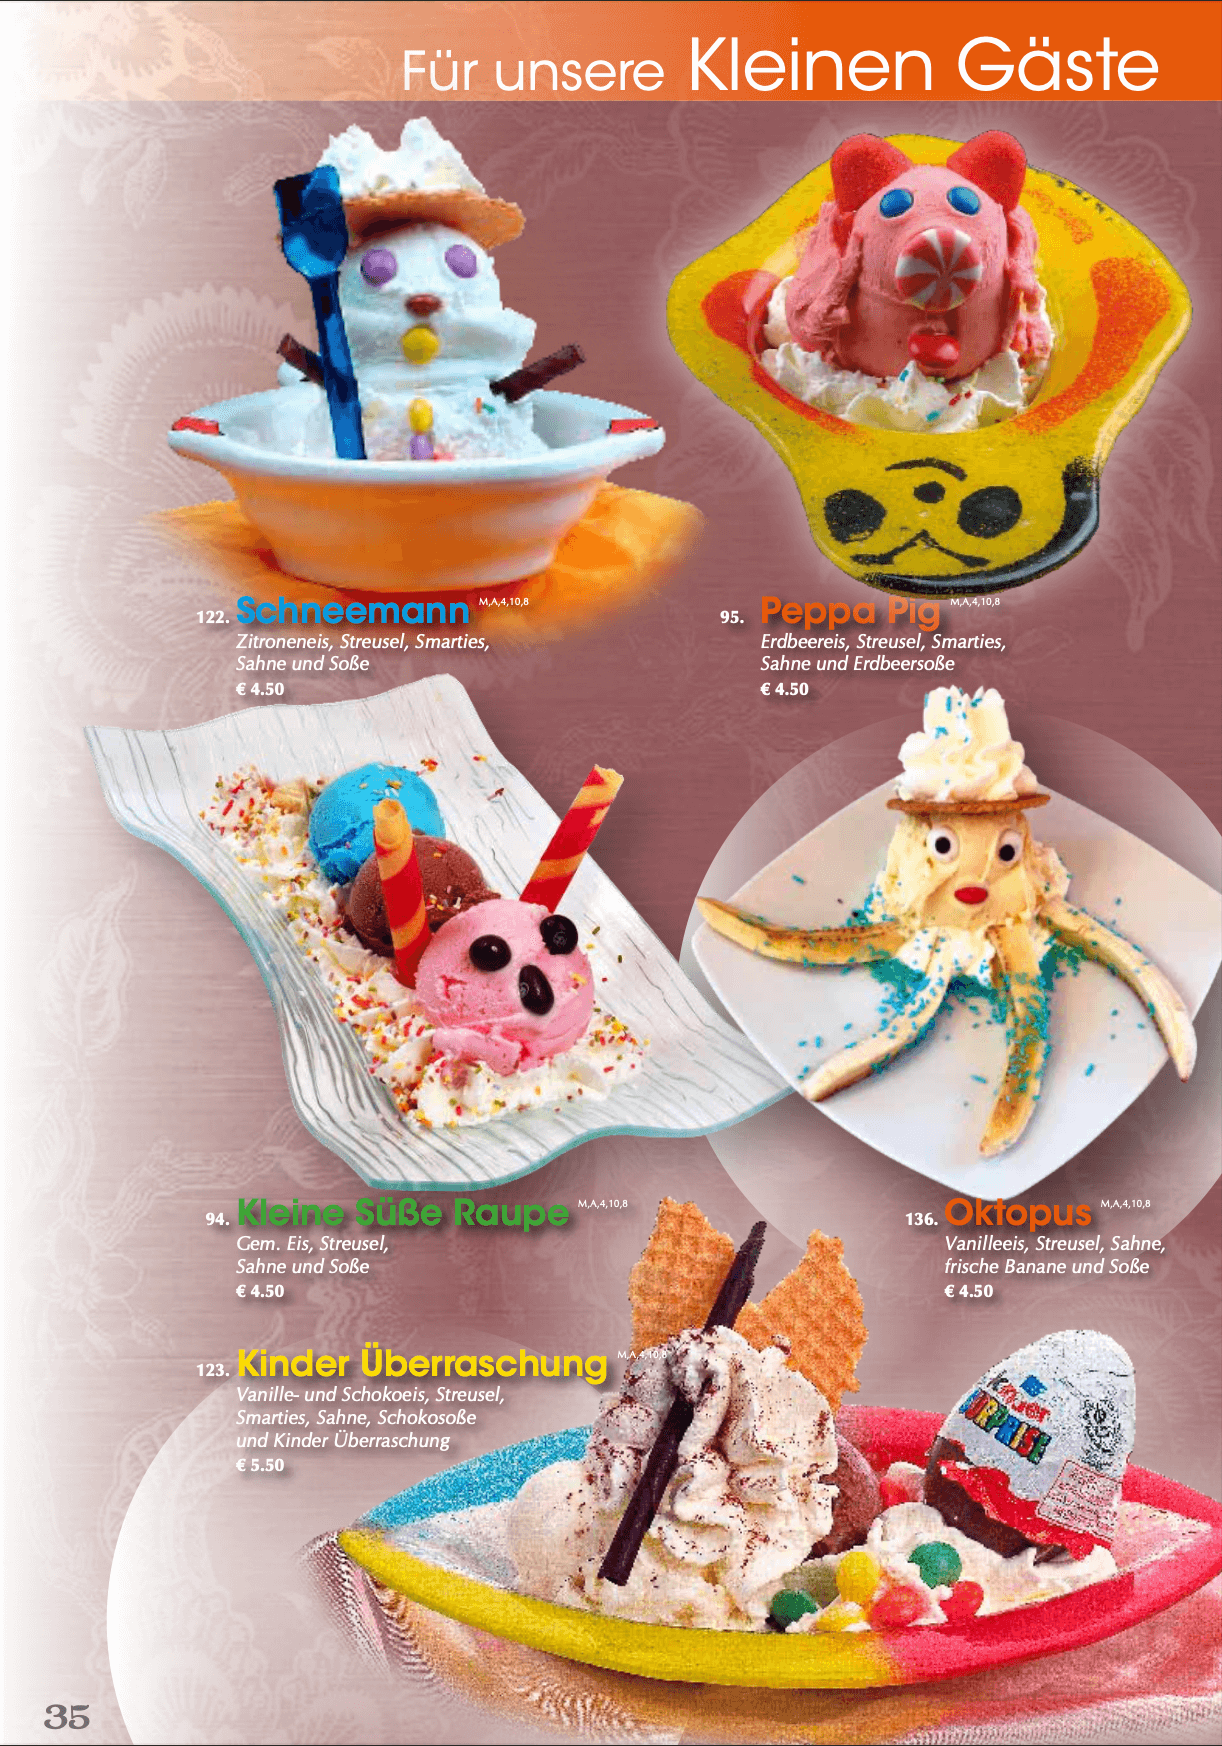 Für unsere Kleinen Gäste
122. Schneemann M,A,4,10,8
Zitroneneis, Streusel, Smarties,
Sahne und Soße
€ 4.50
95. Peppa Pig M,A,4,10,8
Erdbeereis, Streusel, Smarties,
Sahne und Erdbeersoße
€ 4.50
94. Kleine Süße Raupe M,A,4,10,8
Gem. Eis, Streusel,
Sahne und Soße
€ 4.50
136. Oktopus M,A,4,10,8
Vanilleeis, Streusel, Sahne,
frische Banane und Soße
€ 4.50
123. Kinder Überraschung M,A,4,10,8
Vanille- und Schokoeis, Streusel,
Smarties, Sahne, Schokosoße
und Kinder Überraschung
€ 5.50
Kinder
SURPRISE
35